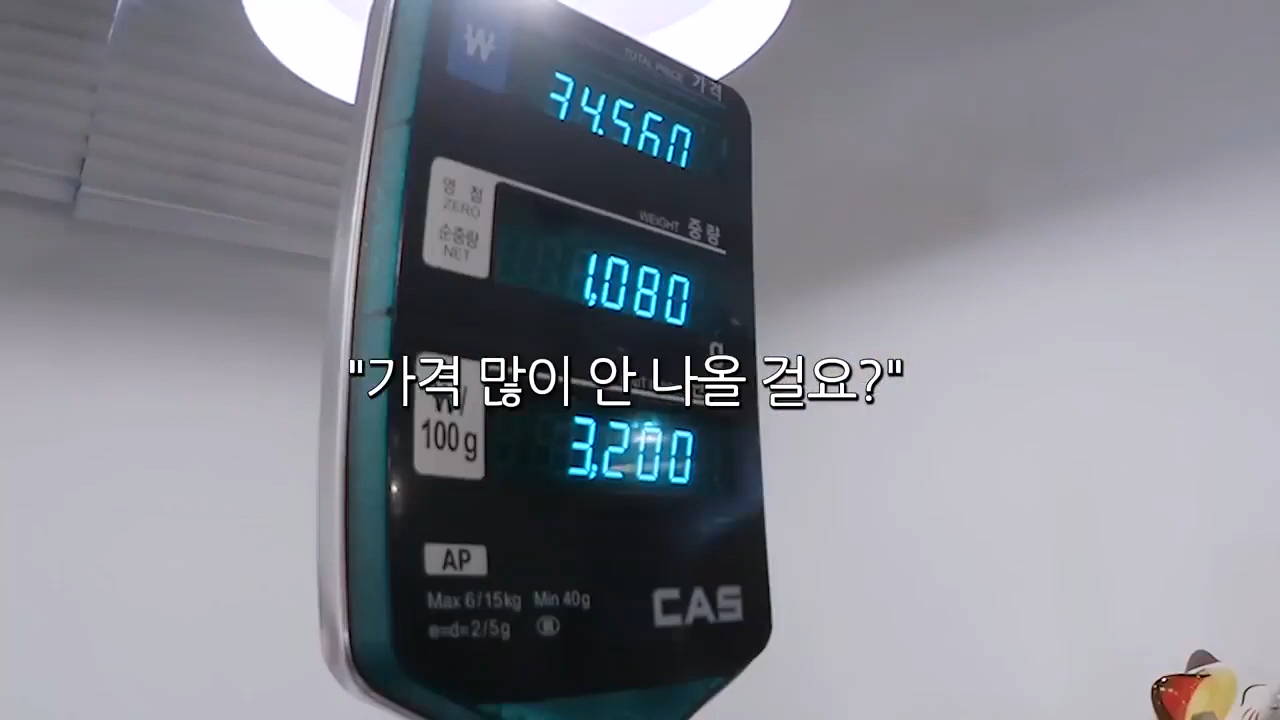 ₩
TOTAL PRICE 가격
34.560
영 점
ZERO
순중량
NET
WEIGHT 중량
1,080
g
"가격 많이 안 나올 걸요?"
₩/
100 g
3,200
AP
Max 6/15kg Min 40g
e=d=2/5g
CAS